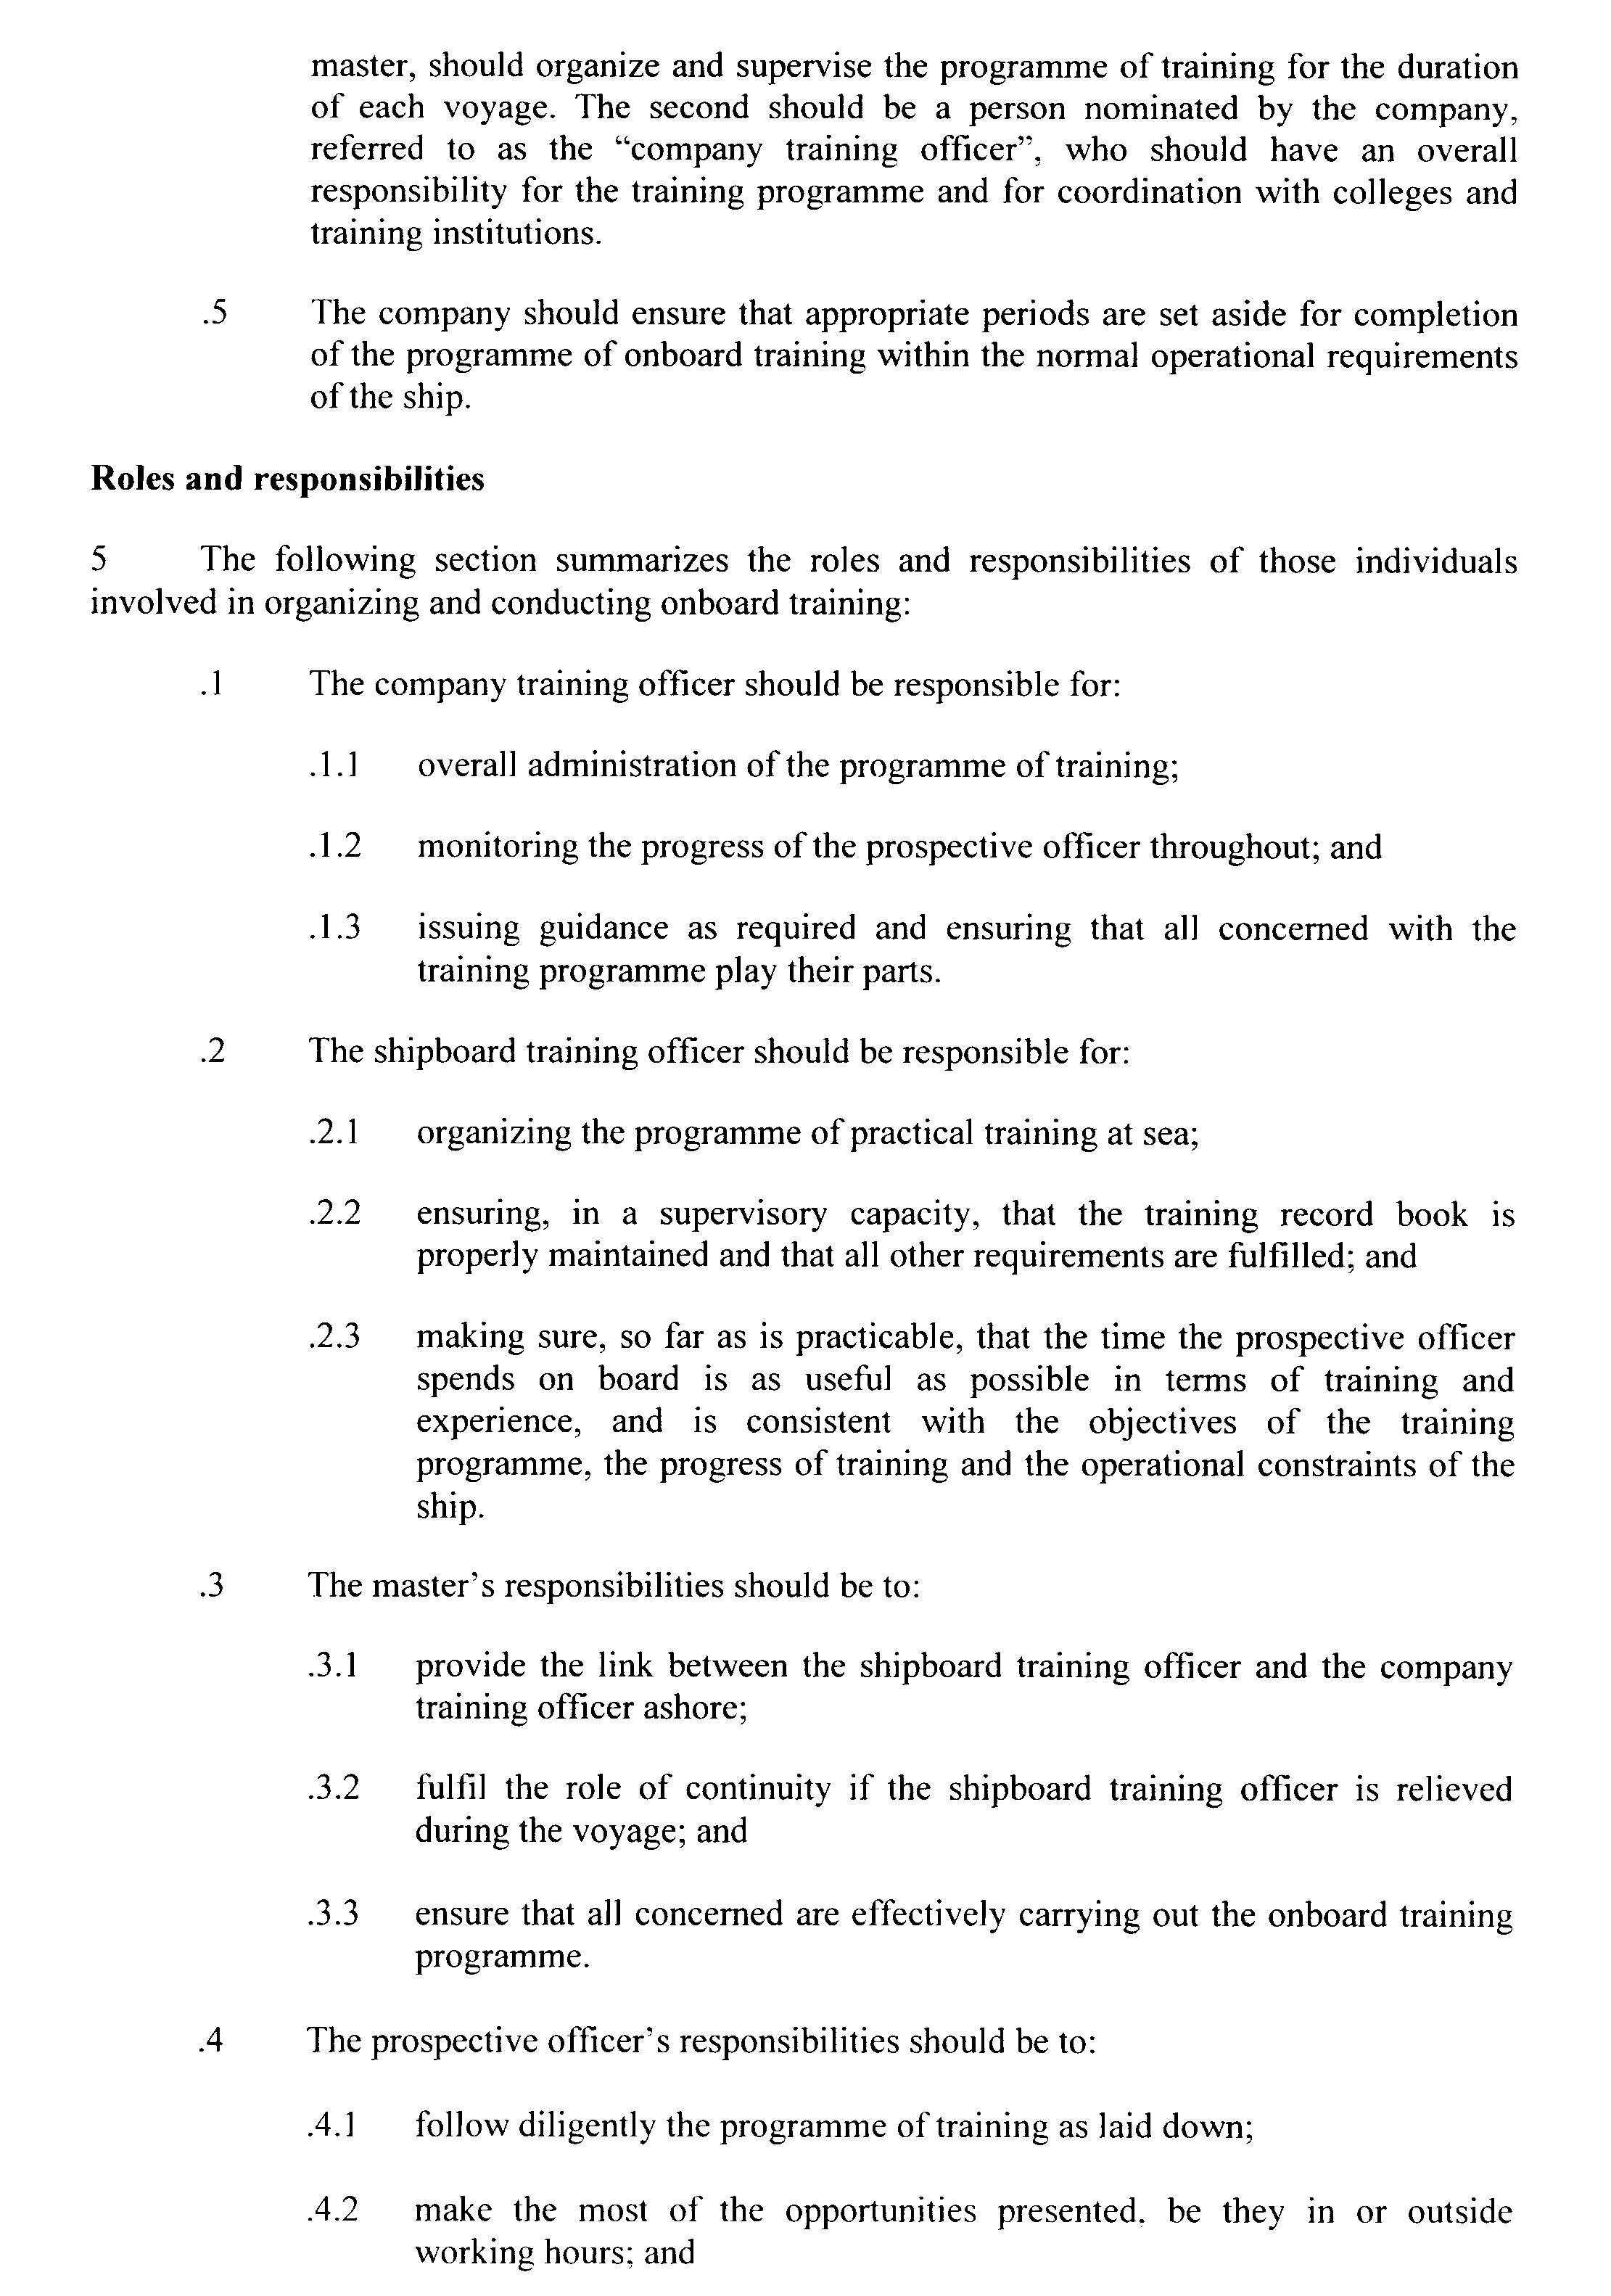 master, should organize and supervise the programme of training for the duration
of each voyage. The second should be a person nominated by the company,
referred to as the “company training officer”, who should have an overall
responsibility for the training programme and for coordination with colleges and
training institutions.
.5 The company should ensure that appropriate periods are set aside for completion
of the programme of onboard training within the normal operational requirements
of the ship.
Roles and responsibilities
5 The following section summarizes the roles and responsibilities of those individuals
involved in organizing and conducting onboard training:
.1 The company training officer should be responsible for:
.1.1 overall administration of the programme of training;
.1.2 monitoring the progress of the prospective officer throughout; and
.1.3 issuing guidance as required and ensuring that all concerned with the
training programme play their parts.
.2 The shipboard training officer should be responsible for:
.2.1 organizing the programme of practical training at sea;
.2.2 ensuring, in a supervisory capacity, that the training record book is
properly maintained and that all other requirements are fulfilled; and
.2.3 making sure, so far as is practicable, that the time the prospective officer
spends on board is as useful as possible in terms of training and
experience, and is consistent with the objectives of the training
programme, the progress of training and the operational constraints of the
ship.
.3 The master’s responsibilities should be to:
.3.1 provide the link between the shipboard training officer and the company
training officer ashore;
.3.2 fulfil the role of continuity if the shipboard training officer is relieved
during the voyage; and
.3.3 ensure that all concerned are effectively carrying out the onboard training
programme.
.4 The prospective officer’s responsibilities should be to:
.4.1 follow diligently the programme of training as laid down;
.4.2 make the most of the opportunities presented, be they in or outside
working hours; and